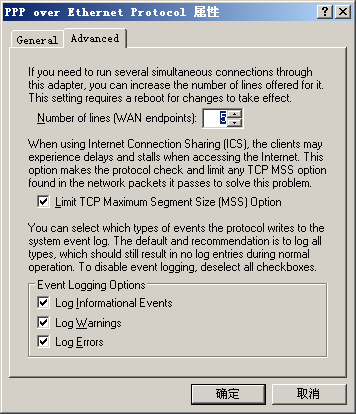 PPP over Ethernet Protocol 属性
General Advanced
If you need to run several simultaneous connections through
this adapter, you can increase the number of lines offered for it.
This setting requires a reboot for changes to take effect.
Number of lines (WAN endpoints): 5
When using Internet Connection Sharing (ICS), the clients may
experience delays and stalls when accessing the Internet. This
option makes the protocol check and limit any TCP MSS option
found in the network packets it passes to solve this problem.
Limit TCP Maximum Segment Size (MSS) Option
You can select which types of events the protocol writes to the
system event log. The default and recommendation is to log all
types, which should still result in no log entries during normal
operation. To disable event logging, deselect all checkboxes.
Event Logging Options
Log Informational Events
Log Warnings
Log Errors
确定 取消